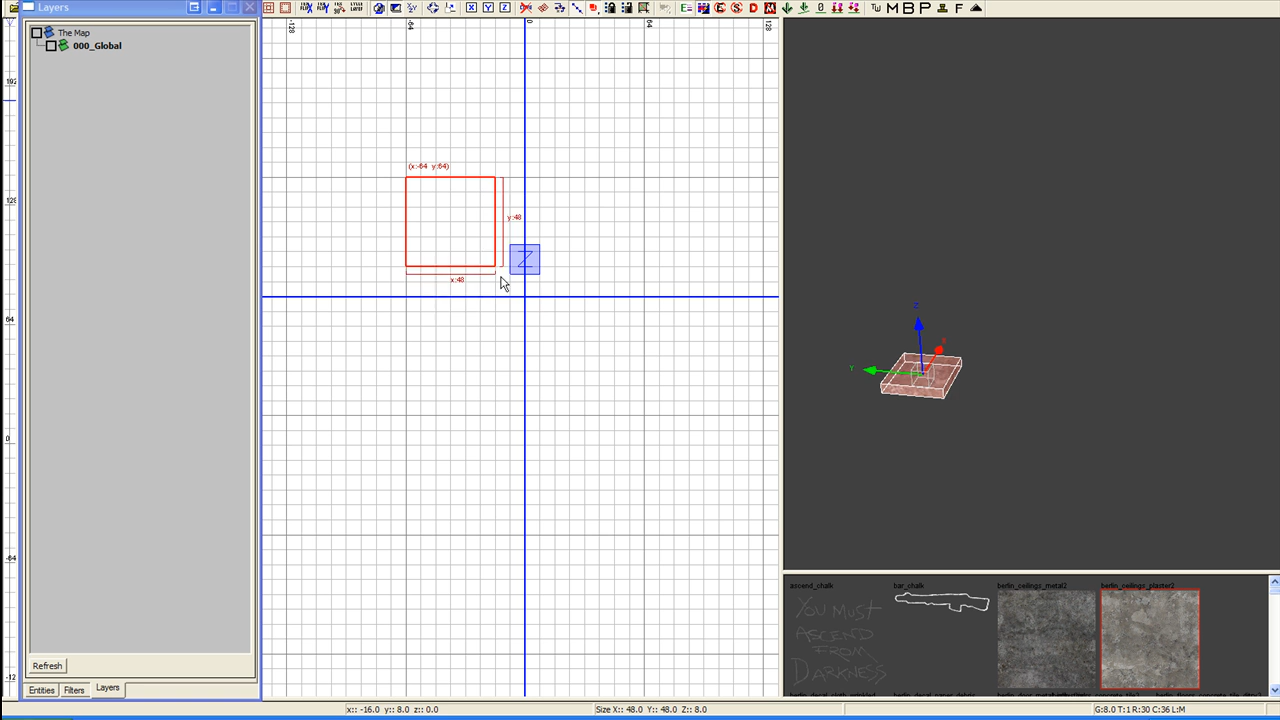 Layers
The Map
000_Global
Refresh
Entities Filters Layers
X Y Z
E= S D M 0 M B P F
-128 -64 0 64 128
192
128
64
0
-64
-12
(x:-64 y:64)
y:48
x:48
Z
Z
Y
ascend_chalk bar_chalk berlin_ceilings_metal2 berlin_ceilings_plaster2
YOU MUST
ASCEND
FROM
DARKNESS
x:: -16.0 y:: 8.0 z:: 0.0 Size X:: 48.0 Y:: 48.0 Z:: 8.0 G:8.0 T:1 R:30 C:36 L:M